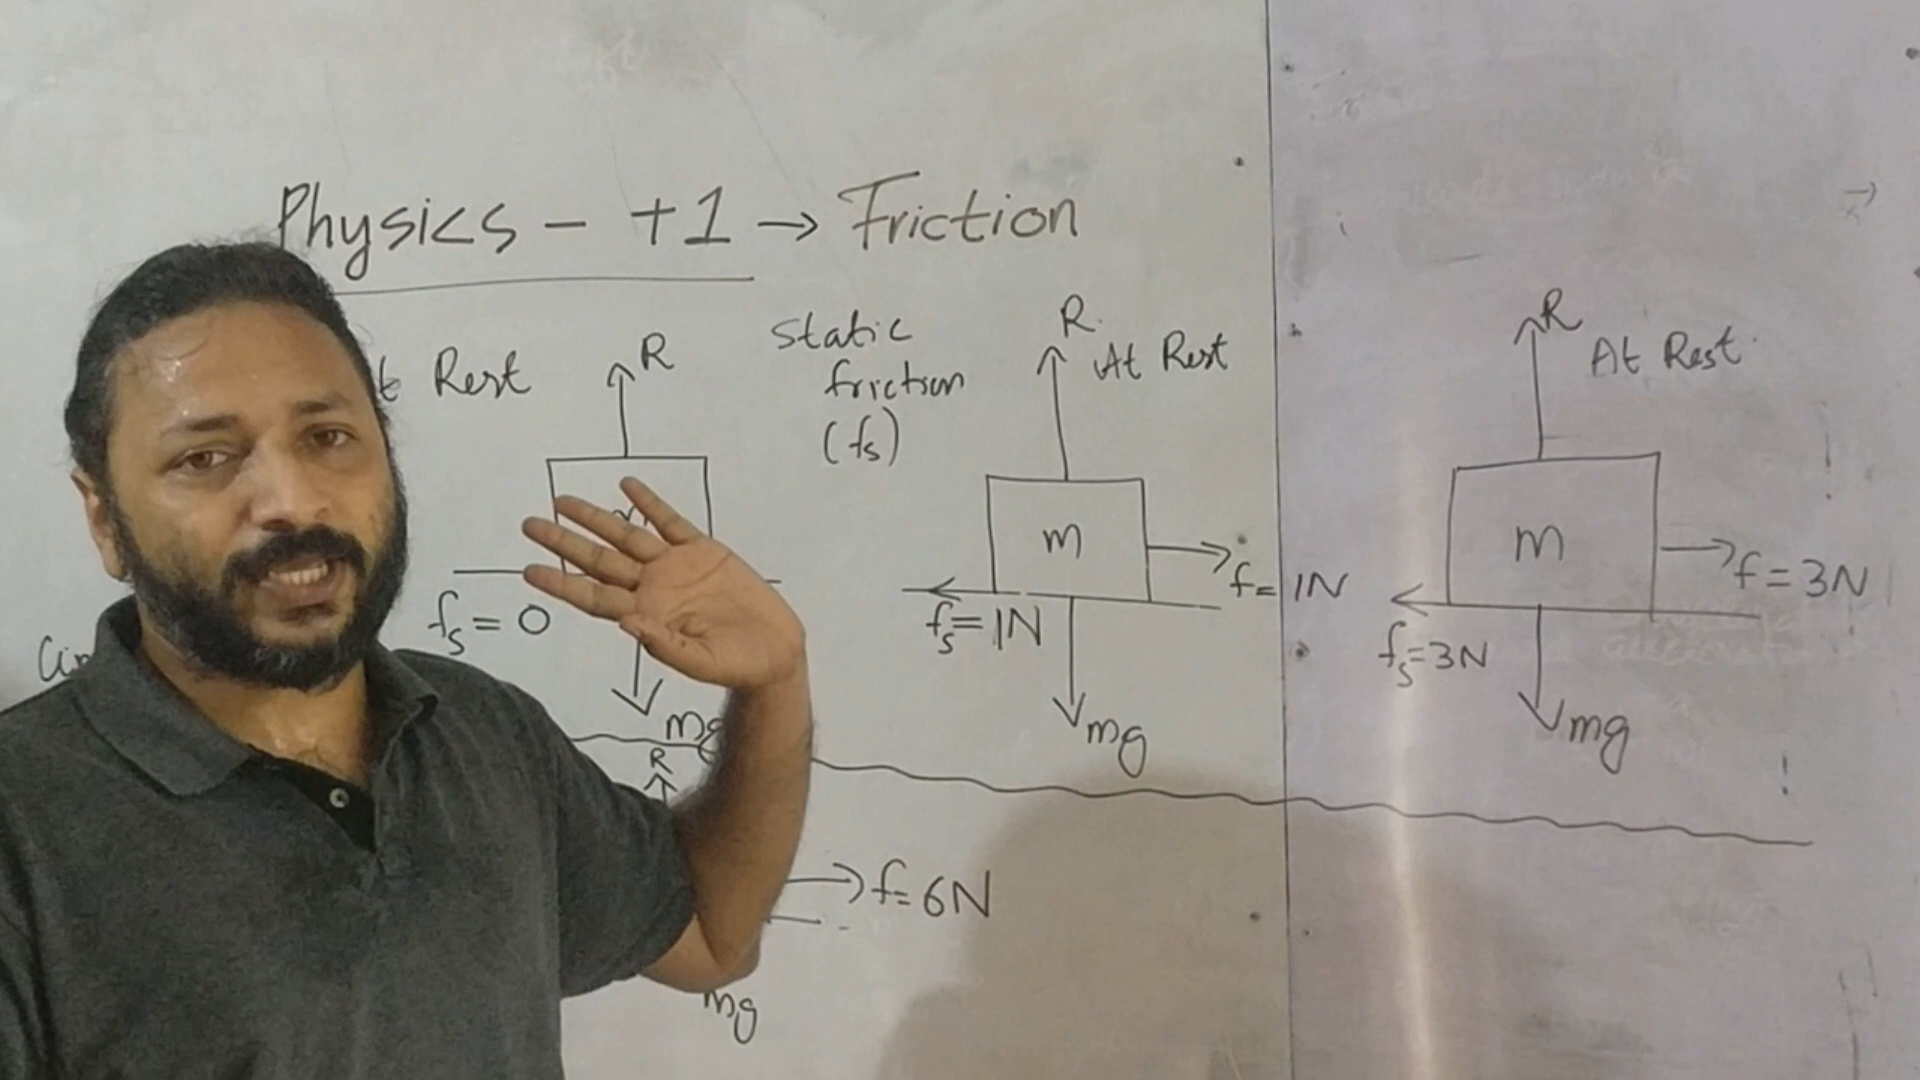 Physics - +1 → Friction
Rest
R
m
fs = 0
mg
Static
friction
(fs)
R
At Rest
m
f = 1N
fs = 1N
mg
R
At Rest
m
f = 3N
fs = 3N
mg
R
f = 6N
mg